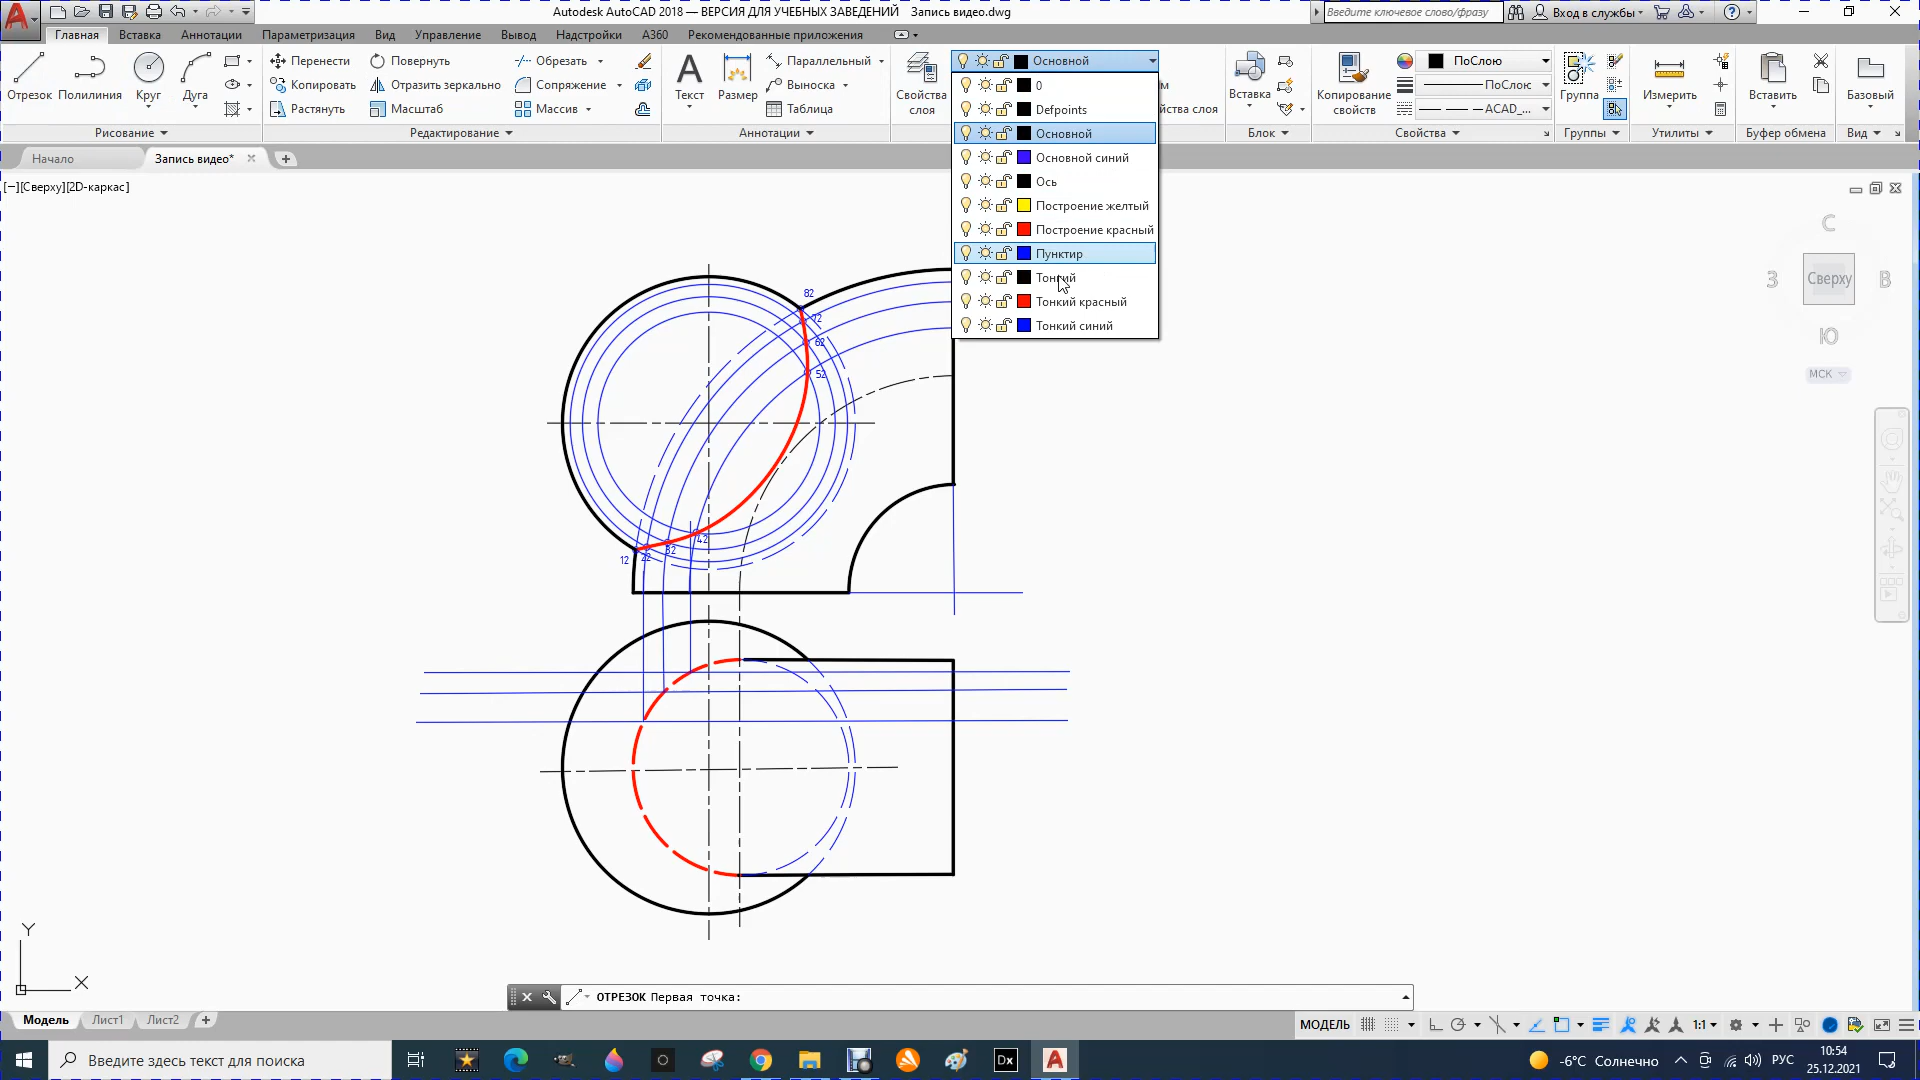 Autodesk AutoCAD 2018 — ВЕРСИЯ ДЛЯ УЧЕБНЫХ ЗАВЕДЕНИЙ Запись видео.dwg
Введите ключевое слово/фразу
Вход в службы
Главная Вставка Аннотации Параметризация Вид Управление Вывод Надстройки A360 Рекомендованные приложения
Отрезок Полилиния Круг Дуга
Рисование
Перенести Повернуть Обрезать
Копировать Отразить зеркально Сопряжение
Растянуть Масштаб Массив
Редактирование
Текст Размер
Параллельный
Выноска
Таблица
Аннотации
Свойства слоя
Основной
0
Defpoints
Основной
Основной синий
Ось
Построение желтый
Построение красный
Пунктир
Тонкий
Тонкий красный
Тонкий синий
Вставка
Блок
Копирование свойств
ПоСлою
ПоСлою
ACAD_...
Свойства
Группа
Группы
Измерить
Утилиты
Вставить
Буфер обмена
Базовый
Вид
Начало
Запись видео*
[−][Сверху][2D-каркас]
С
З Сверху В
Ю
МСК
82
72
62
52
42
32
22
12
Y
X
ОТРЕЗОК Первая точка:
Модель Лист1 Лист2
МОДЕЛЬ
1:1
Введите здесь текст для поиска
Dx
-6°C Солнечно
РУС
10:54
25.12.2021